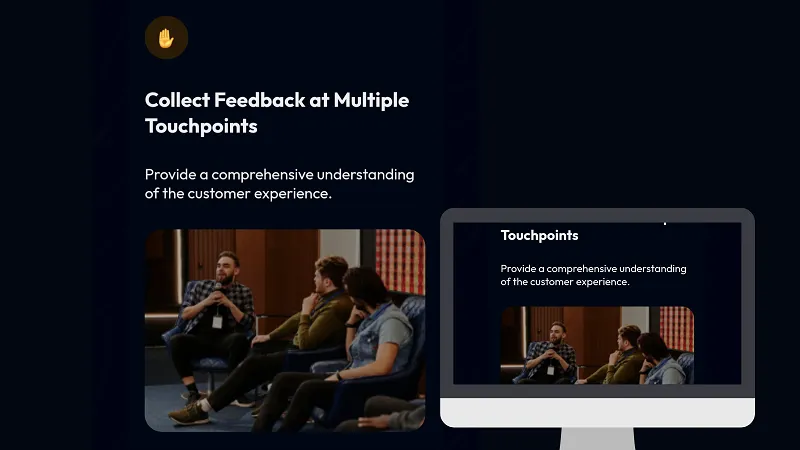 Collect Feedback at Multiple
Touchpoints
Provide a comprehensive understanding
of the customer experience.
Touchpoints
Provide a comprehensive understanding
of the customer experience.